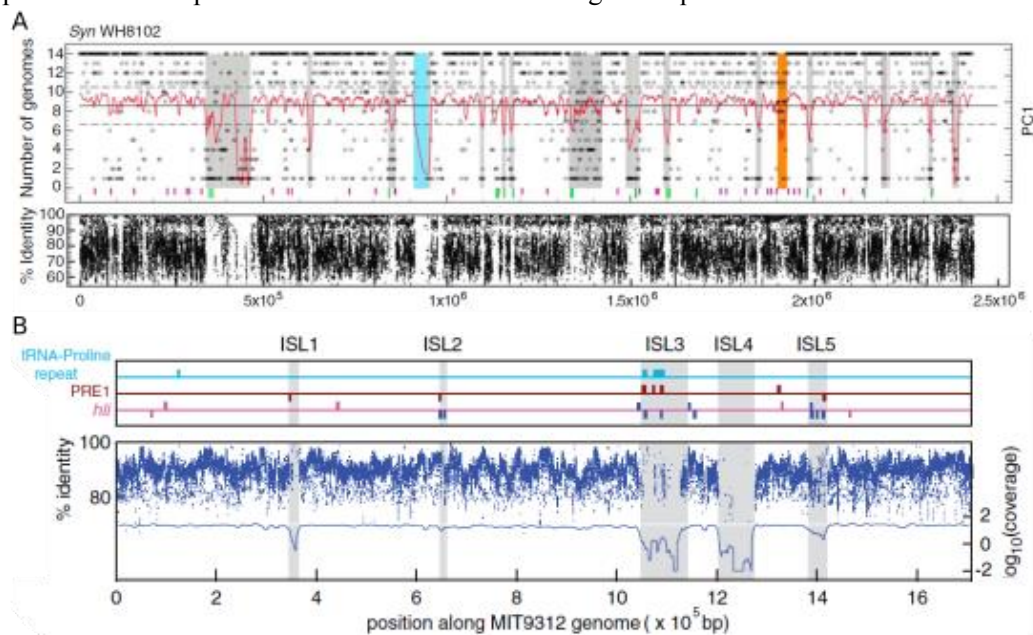 A
Syn WH8102
Number of genomes
14
12
10
8
6
4
2
0
PC1
% Identity
100
90
80
70
60
0 5x10⁵ 1x10⁶ 1.5x10⁶ 2x10⁶ 2.5x10⁶
B
ISL1 ISL2 ISL3 ISL4 ISL5
tRNA-Proline
repeat
PRE1
hli
% identity
100
80
log₁₀(coverage)
2
0
-2
0 2 4 6 8 10 12 14 16
position along MIT9312 genome ( x 10⁵ bp)